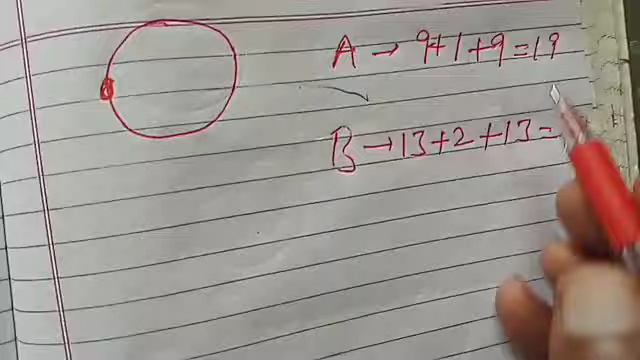 A → 9+1+9=19
B → 13+2+13=